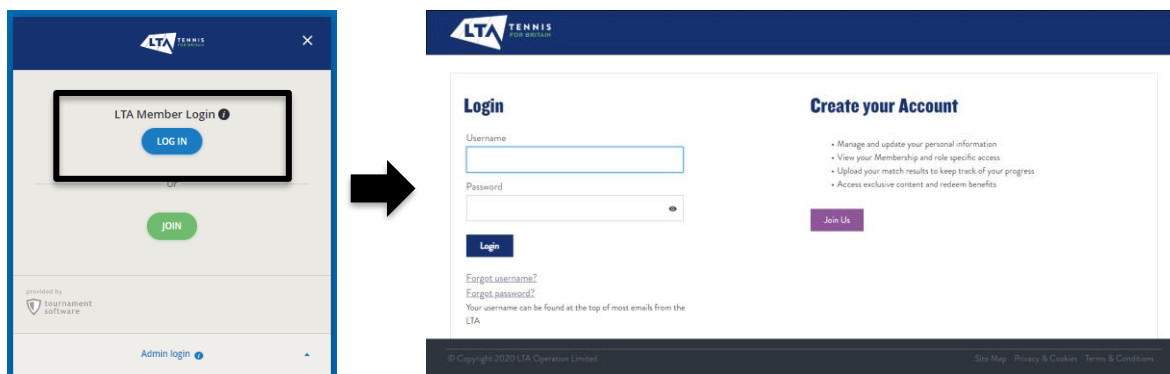 LTA TENNIS
FOR BRITAIN
×
LTA Member Login i
LOG IN
or
JOIN
provided by
tournament
software
Admin login i
LTA TENNIS
FOR BRITAIN
Login
Username
Password
Login
Forgot username?
Forgot password?
Your username can be found at the top of most emails from the
LTA
Create your Account
• Manage and update your personal information
• View your Membership and role specific access
• Upload your match results to keep track of your progress
• Access exclusive content and redeem benefits
Join Us
© Copyright 2020 LTA Operation Limited
Site Map Privacy & Cookies Terms & Conditions